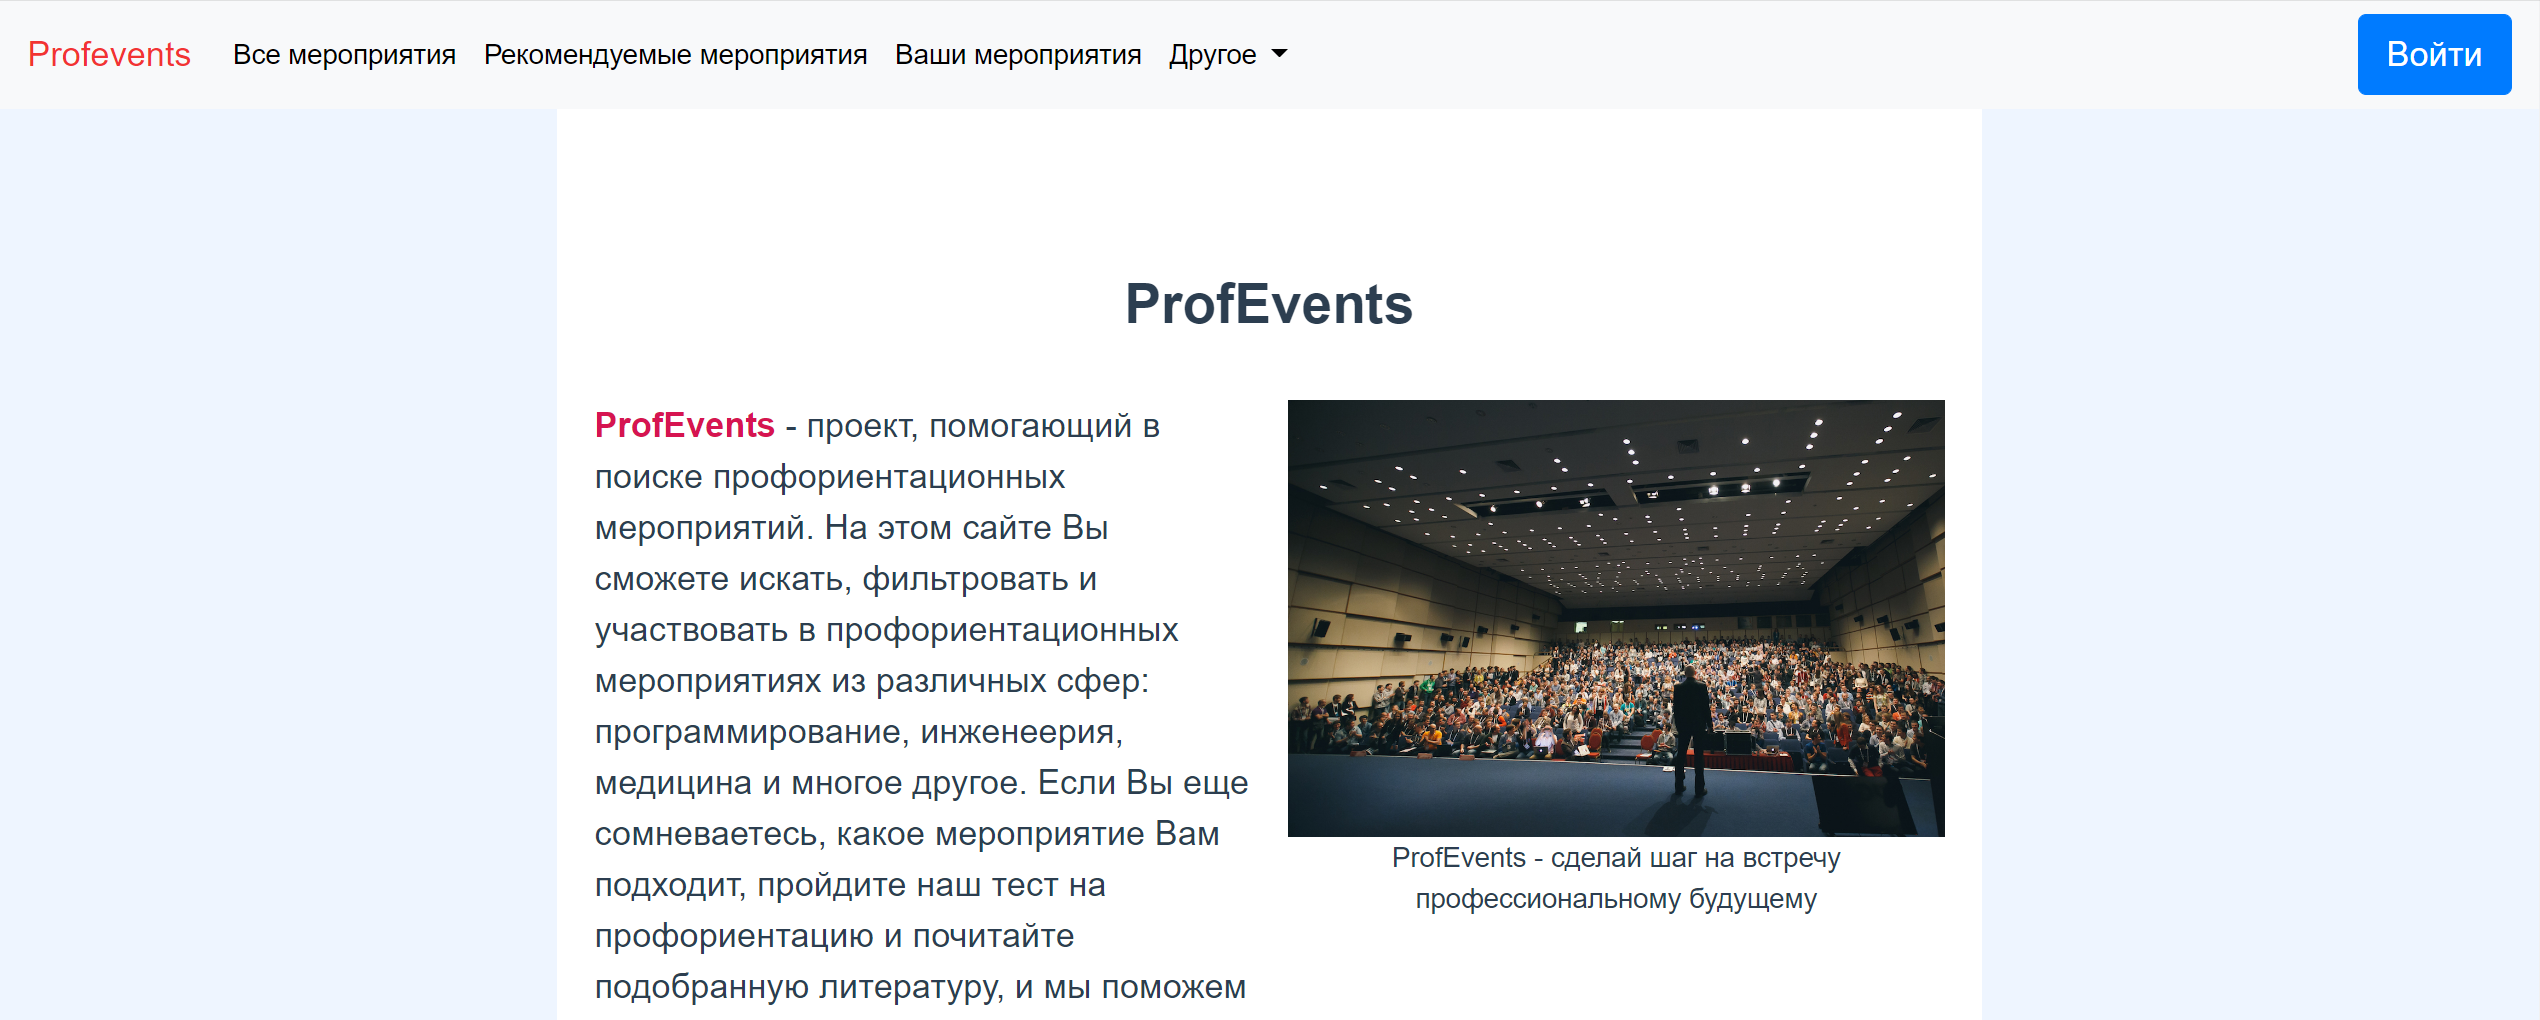 Profevents Все мероприятия Рекомендуемые мероприятия Ваши мероприятия Другое Войти
ProfEvents
ProfEvents - проект, помогающий в
поиске профориентационных
мероприятий. На этом сайте Вы
сможете искать, фильтровать и
участвовать в профориентационных
мероприятиях из различных сфер:
программирование, инженеерия,
медицина и многое другое. Если Вы еще
сомневаетесь, какое мероприятие Вам
подходит, пройдите наш тест на
профориентацию и почитайте
подобранную литературу, и мы поможем
ProfEvents - сделай шаг на встречу
профессиональному будущему